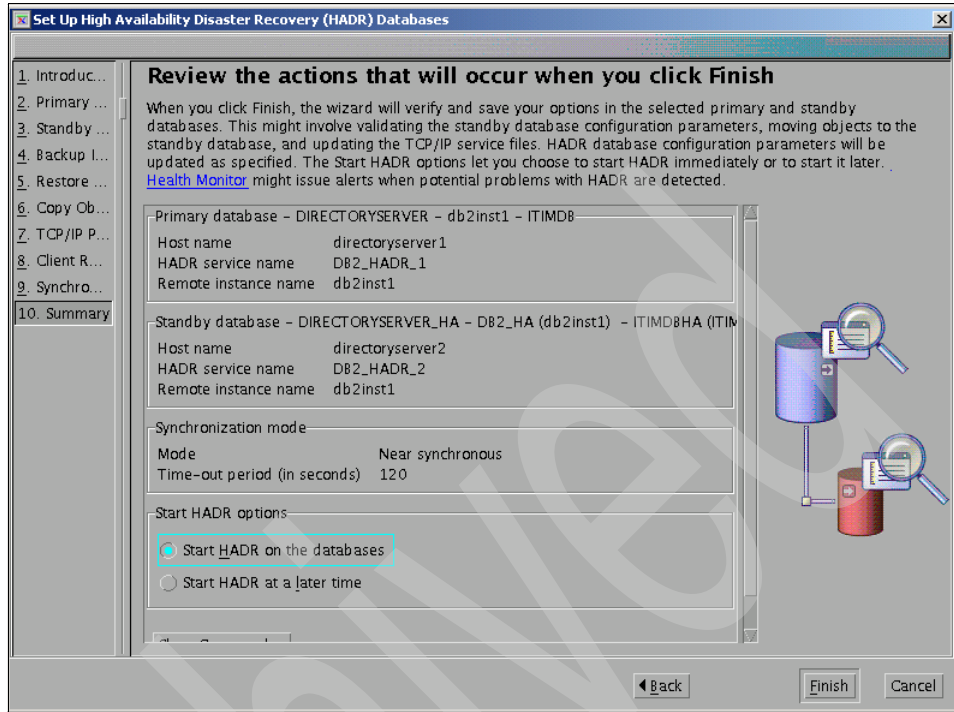 Set Up High Availability Disaster Recovery (HADR) Databases
1. Introduc...
2. Primary ...
3. Standby ...
4. Backup I...
5. Restore ...
6. Copy Ob...
7. TCP/IP P...
8. Client R...
9. Synchro...
10. Summary
Review the actions that will occur when you click Finish
When you click Finish, the wizard will verify and save your options in the selected primary and standby
databases. This might involve validating the standby database configuration parameters, moving objects to the
standby database, and updating the TCP/IP service files. HADR database configuration parameters will be
updated as specified. The Start HADR options let you choose to start HADR immediately or to start it later.
Health Monitor might issue alerts when potential problems with HADR are detected.
Primary database - DIRECTORYSERVER - db2inst1 - ITIMDB
Host name directoryserver1
HADR service name DB2_HADR_1
Remote instance name db2inst1
Standby database - DIRECTORYSERVER_HA - DB2_HA (db2inst1) - ITIMDBHA (ITIM
Host name directoryserver2
HADR service name DB2_HADR_2
Remote instance name db2inst1
Synchronization mode
Mode Near synchronous
Time-out period (in seconds) 120
Start HADR options
Start HADR on the databases
Start HADR at a later time
Back
Finish
Cancel